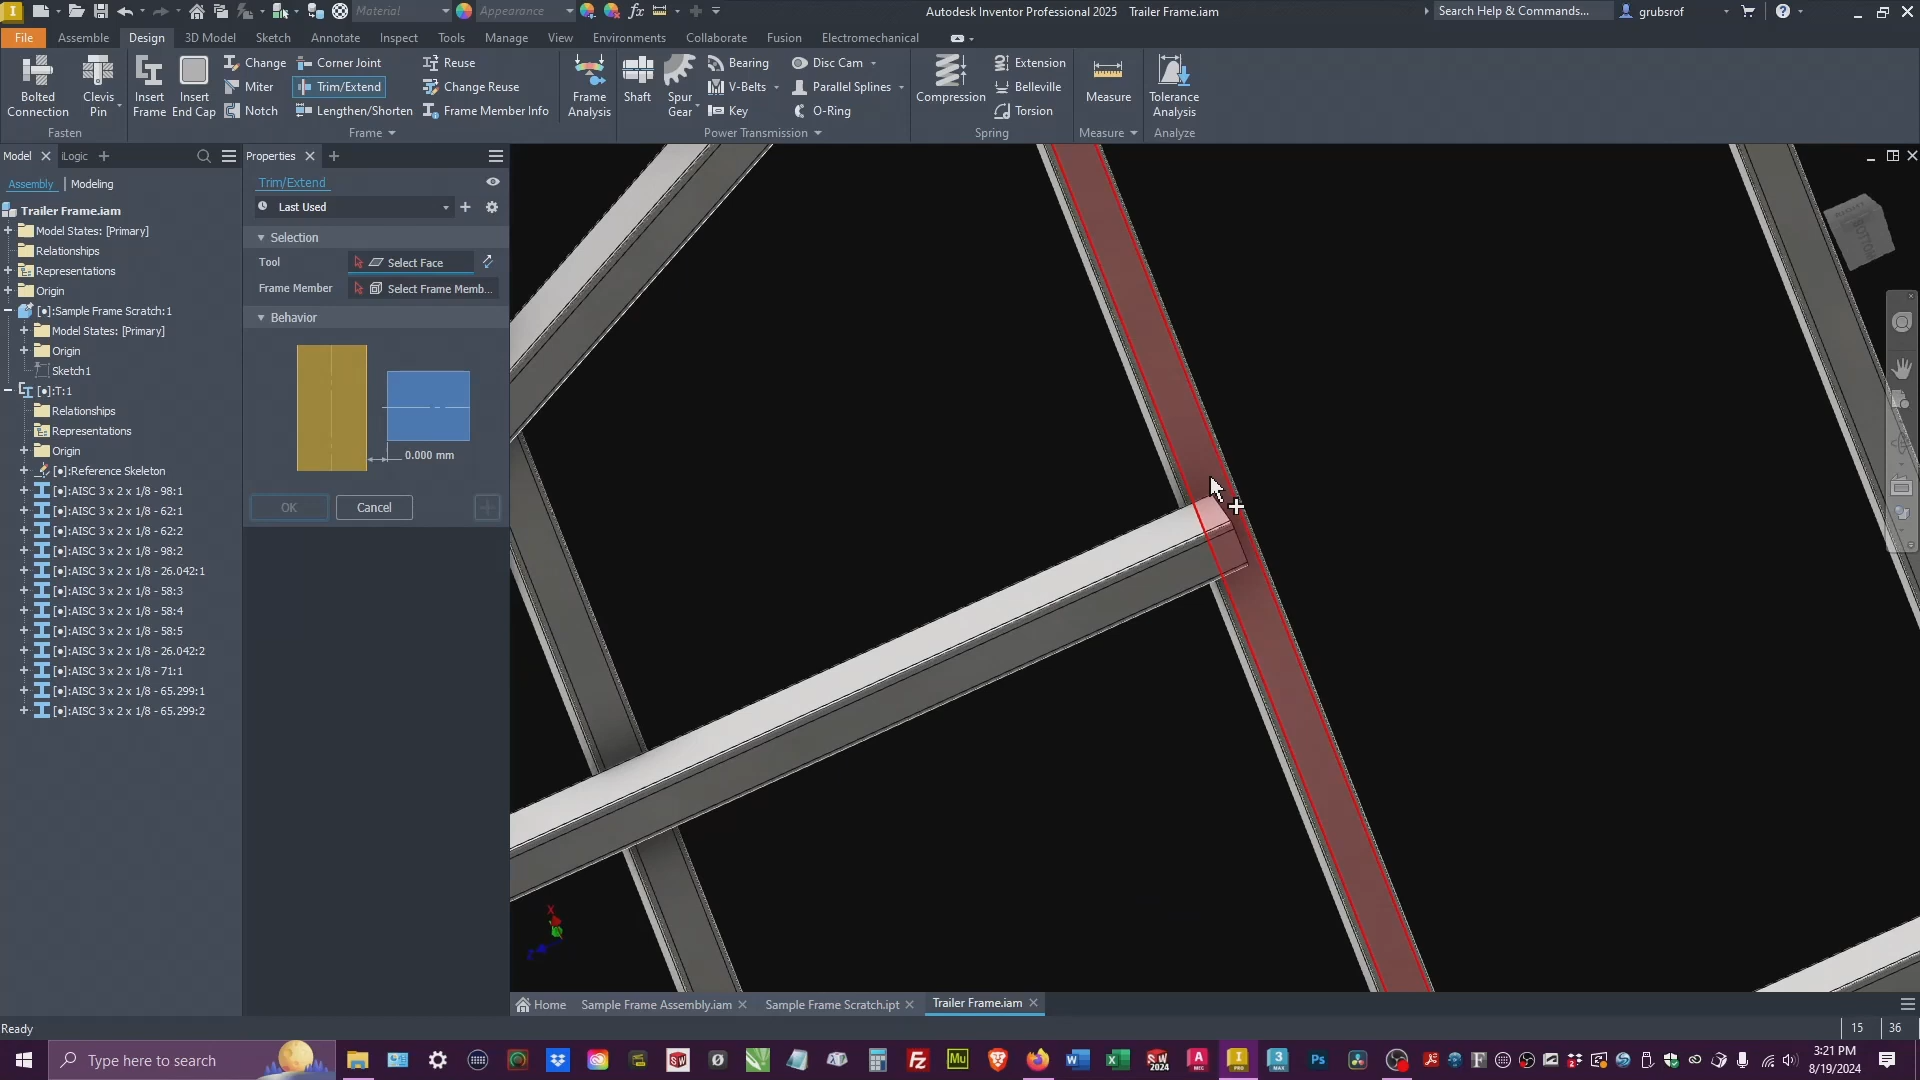 Material
Appearance
fx
Autodesk Inventor Professional 2025 Trailer Frame.iam
Search Help & Commands...
grubsrof
File
Assemble
Design
3D Model
Sketch
Annotate
Inspect
Tools
Manage
View
Environments
Collaborate
Fusion
Electromechanical
Bolted Connection
Clevis Pin
Fasten
Insert Frame
Insert End Cap
Change
Miter
Notch
Corner Joint
Trim/Extend
Lengthen/Shorten
Reuse
Change Reuse
Frame Member Info
Frame
Frame Analysis
Shaft
Spur Gear
Bearing
V-Belts
Key
Disc Cam
Parallel Splines
O-Ring
Power Transmission
Compression
Extension
Belleville
Torsion
Spring
Measure
Measure
Tolerance Analysis
Analyze
Model
iLogic
Assembly
Modeling
Trailer Frame.iam
Model States: [Primary]
Relationships
Representations
Origin
[●]:Sample Frame Scratch:1
Model States: [Primary]
Origin
Sketch1
[●]:T:1
Relationships
Representations
Origin
[●]:Reference Skeleton
[●]:AISC 3 x 2 x 1/8 - 98:1
[●]:AISC 3 x 2 x 1/8 - 62:1
[●]:AISC 3 x 2 x 1/8 - 62:2
[●]:AISC 3 x 2 x 1/8 - 98:2
[●]:AISC 3 x 2 x 1/8 - 26.042:1
[●]:AISC 3 x 2 x 1/8 - 58:3
[●]:AISC 3 x 2 x 1/8 - 58:4
[●]:AISC 3 x 2 x 1/8 - 58:5
[●]:AISC 3 x 2 x 1/8 - 26.042:2
[●]:AISC 3 x 2 x 1/8 - 71:1
[●]:AISC 3 x 2 x 1/8 - 65.299:1
[●]:AISC 3 x 2 x 1/8 - 65.299:2
Properties
Trim/Extend
Last Used
Selection
Tool
Select Face
Frame Member
Select Frame Memb...
Behavior
0.000 mm
OK
Cancel
BOTTOM
X
Z
Home
Sample Frame Assembly.iam
Sample Frame Scratch.ipt
Trailer Frame.iam
Ready
15
36
Type here to search
3:21 PM
8/19/2024